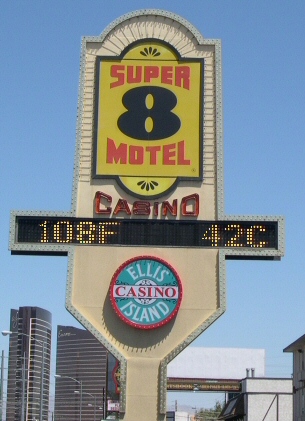 SUPER
8
MOTEL
CASINO
108F 42C
ELLIS
CASINO
ISLAND